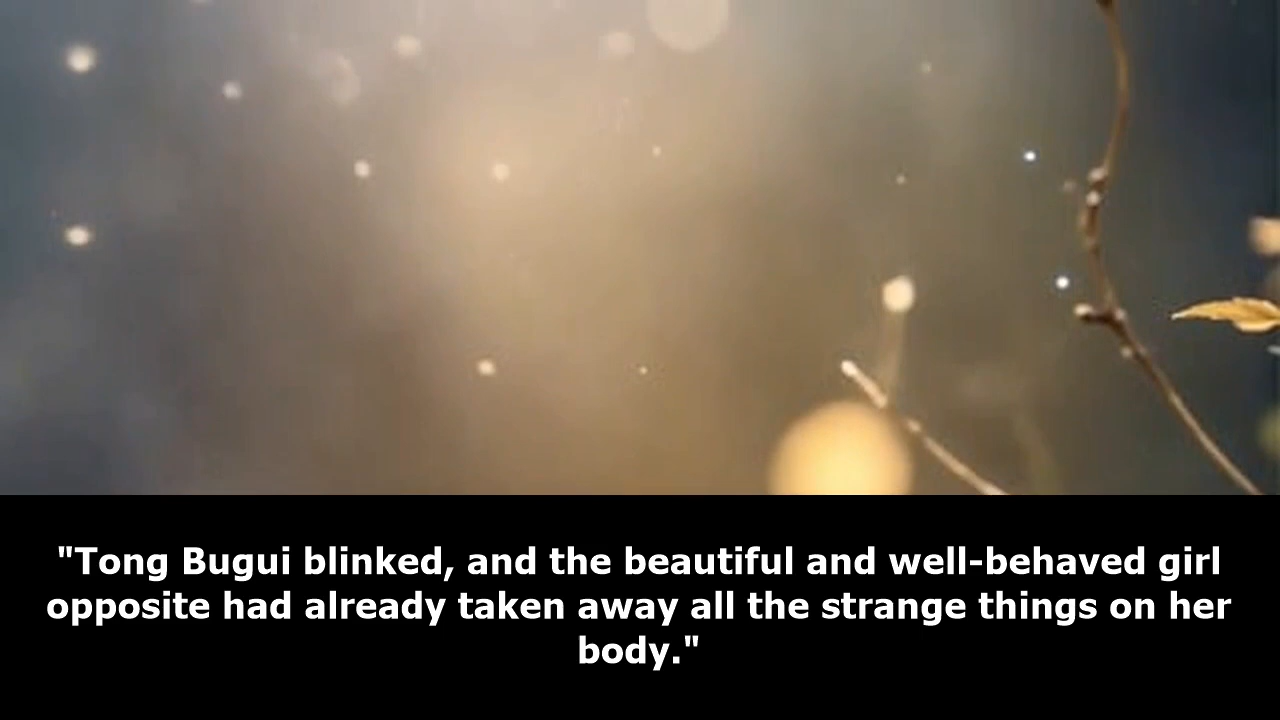 "Tong Bugui blinked, and the beautiful and well-behaved girl
opposite had already taken away all the strange things on her
body."